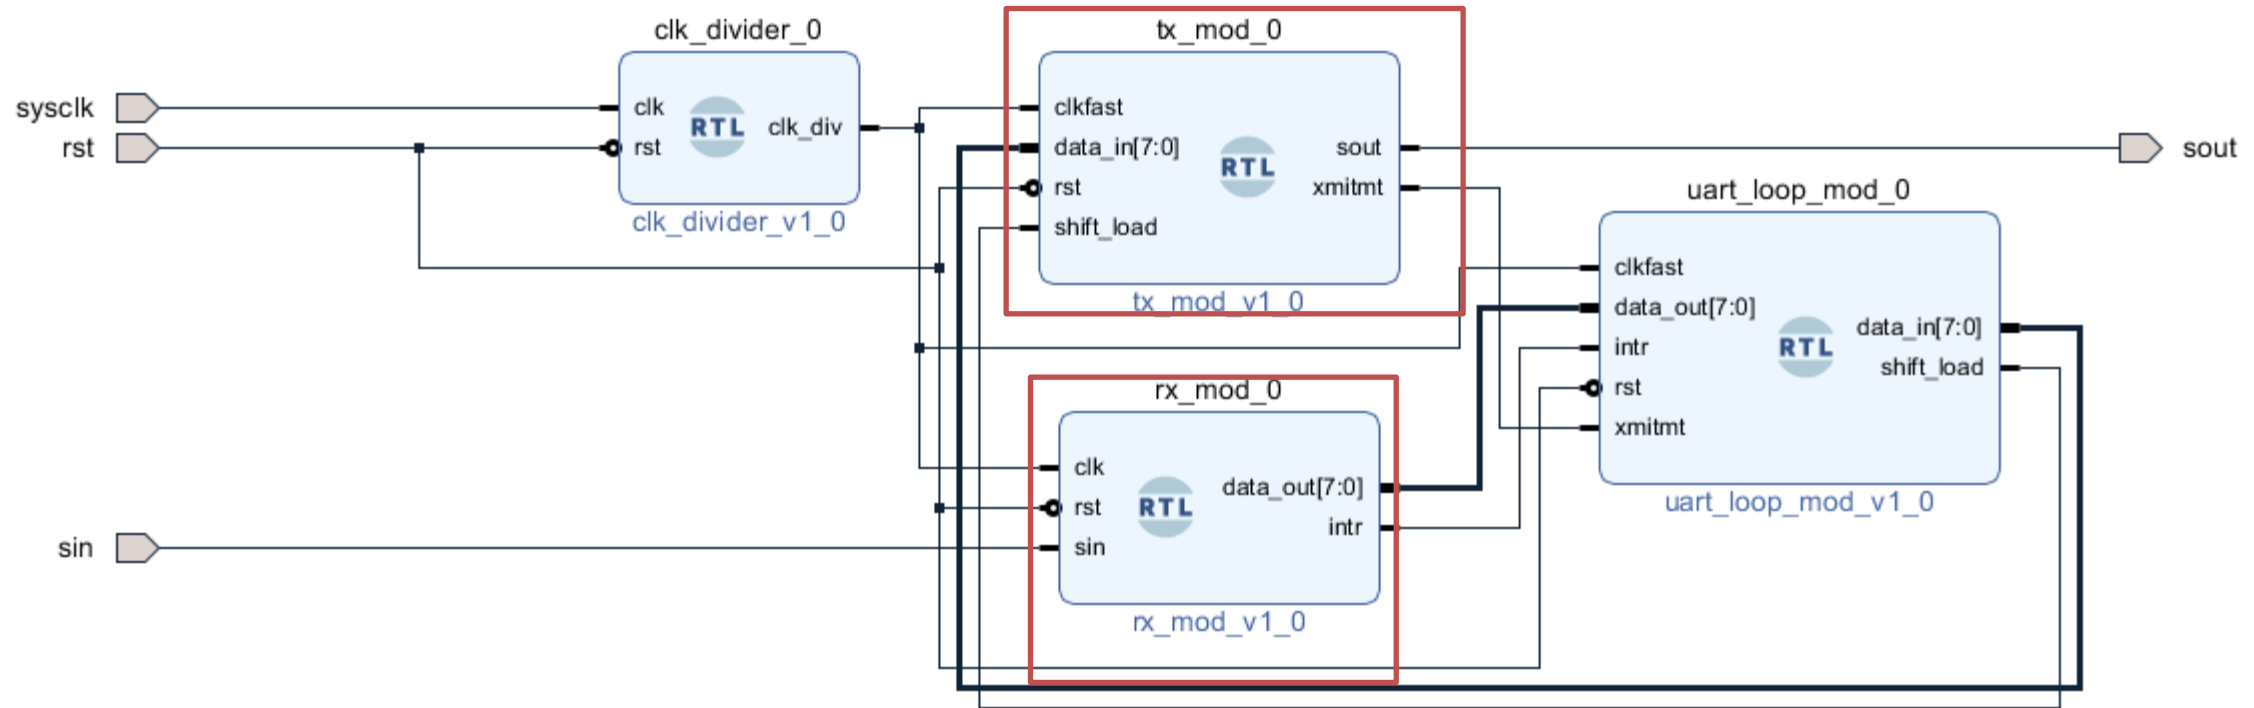 sysclk
rst
sin
clk_divider_0
clk
rst
RTL
clk_div
clk_divider_v1_0
tx_mod_0
clkfast
data_in[7:0]
rst
shift_load
RTL
sout
xmitmt
tx_mod_v1_0
rx_mod_0
clk
rst
sin
RTL
data_out[7:0]
intr
rx_mod_v1_0
uart_loop_mod_0
clkfast
data_out[7:0]
intr
rst
xmitmt
RTL
data_in[7:0]
shift_load
uart_loop_mod_v1_0
sout